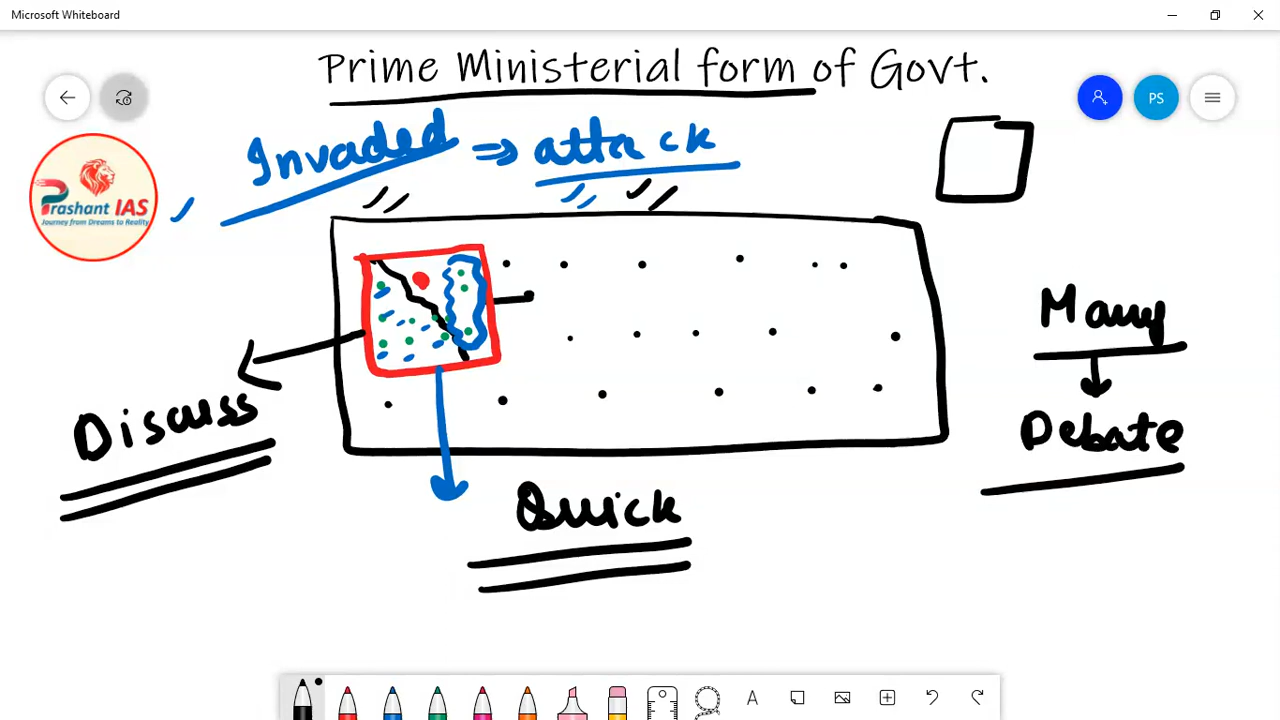 Microsoft Whiteboard
Prime Ministerial form of Govt.
PS
Invaded ⇒ attack
Prashant IAS
Journey from Dreams to Reality
Many
Debate
Discuss
Quick
A